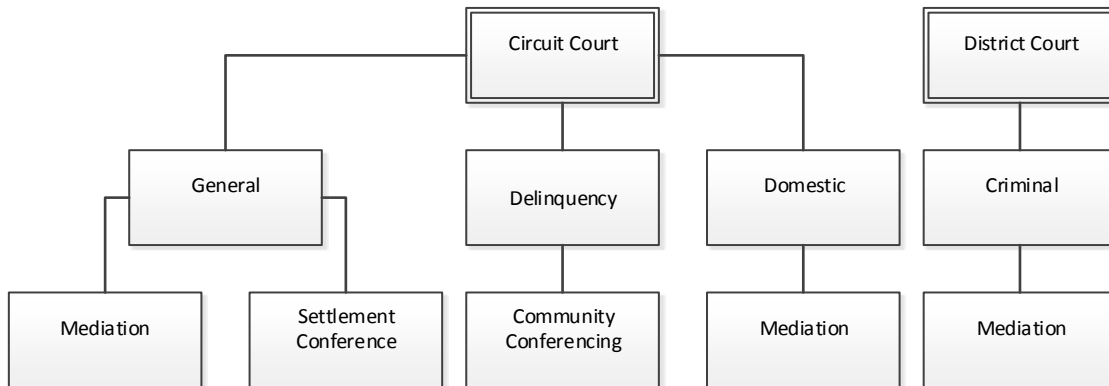 Circuit Court
District Court
General
Delinquency
Domestic
Criminal
Mediation
Settlement
Conference
Community
Conferencing
Mediation
Mediation